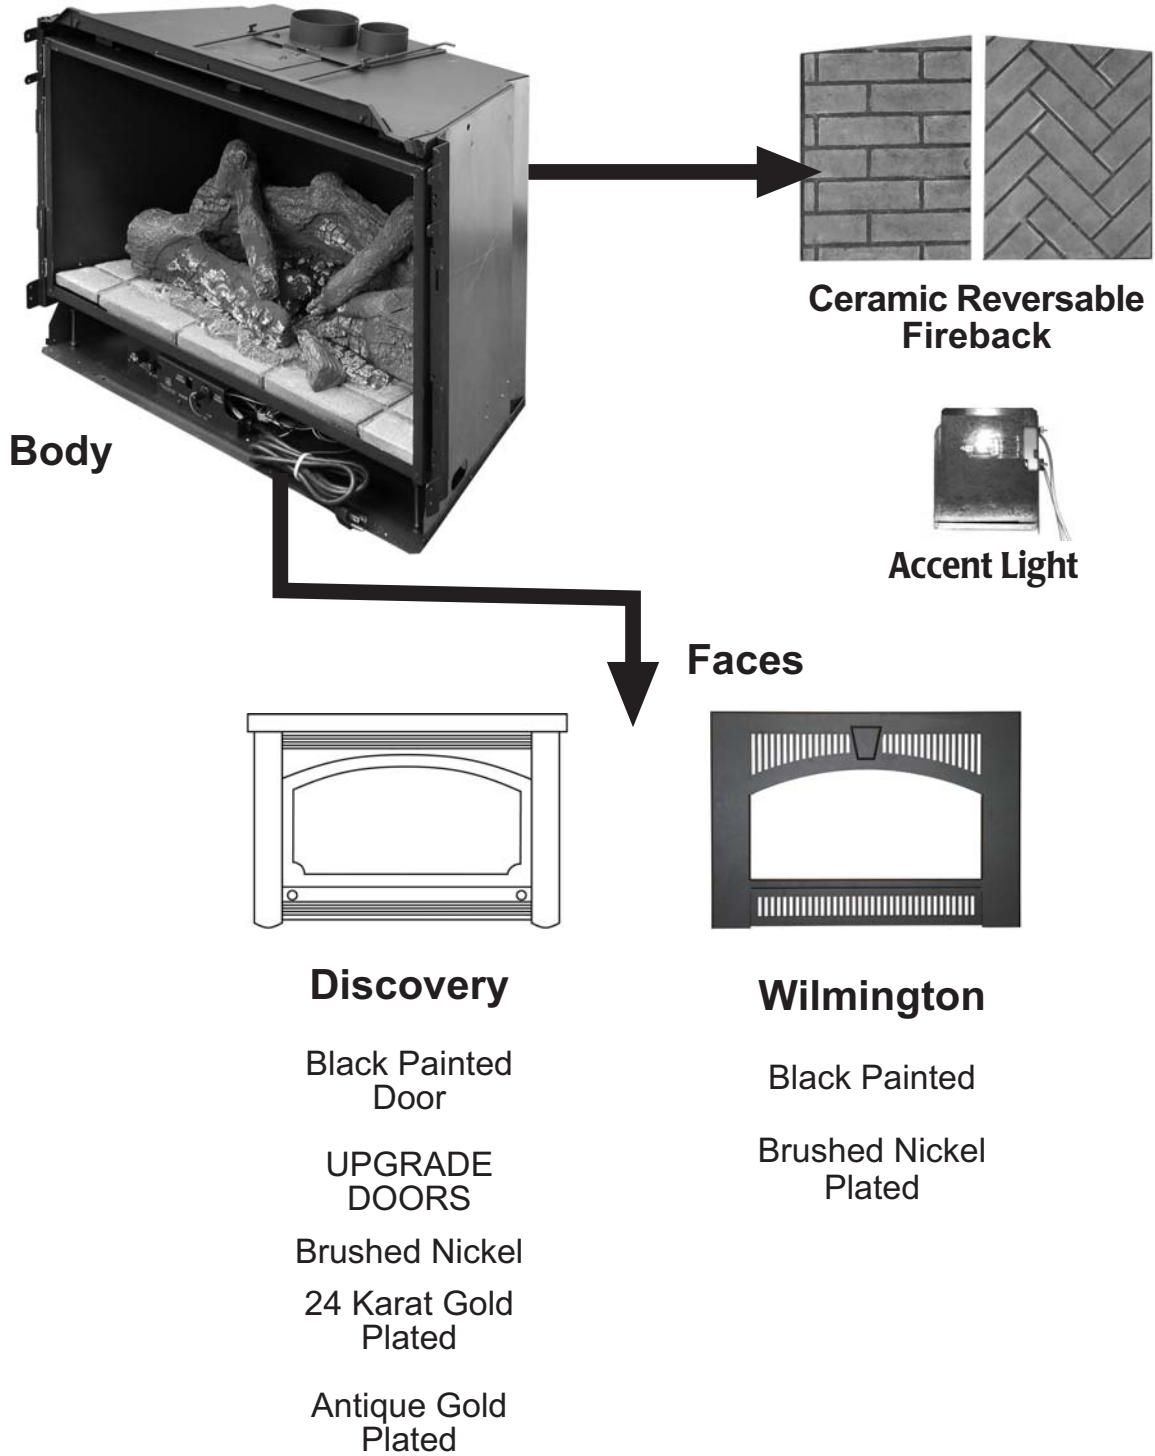 Ceramic Reversable
Fireback
Body
Accent Light
Faces
Discovery
Wilmington
Black Painted
Door
Black Painted
UPGRADE
DOORS
Brushed Nickel
Plated
Brushed Nickel
24 Karat Gold
Plated
Antique Gold
Plated